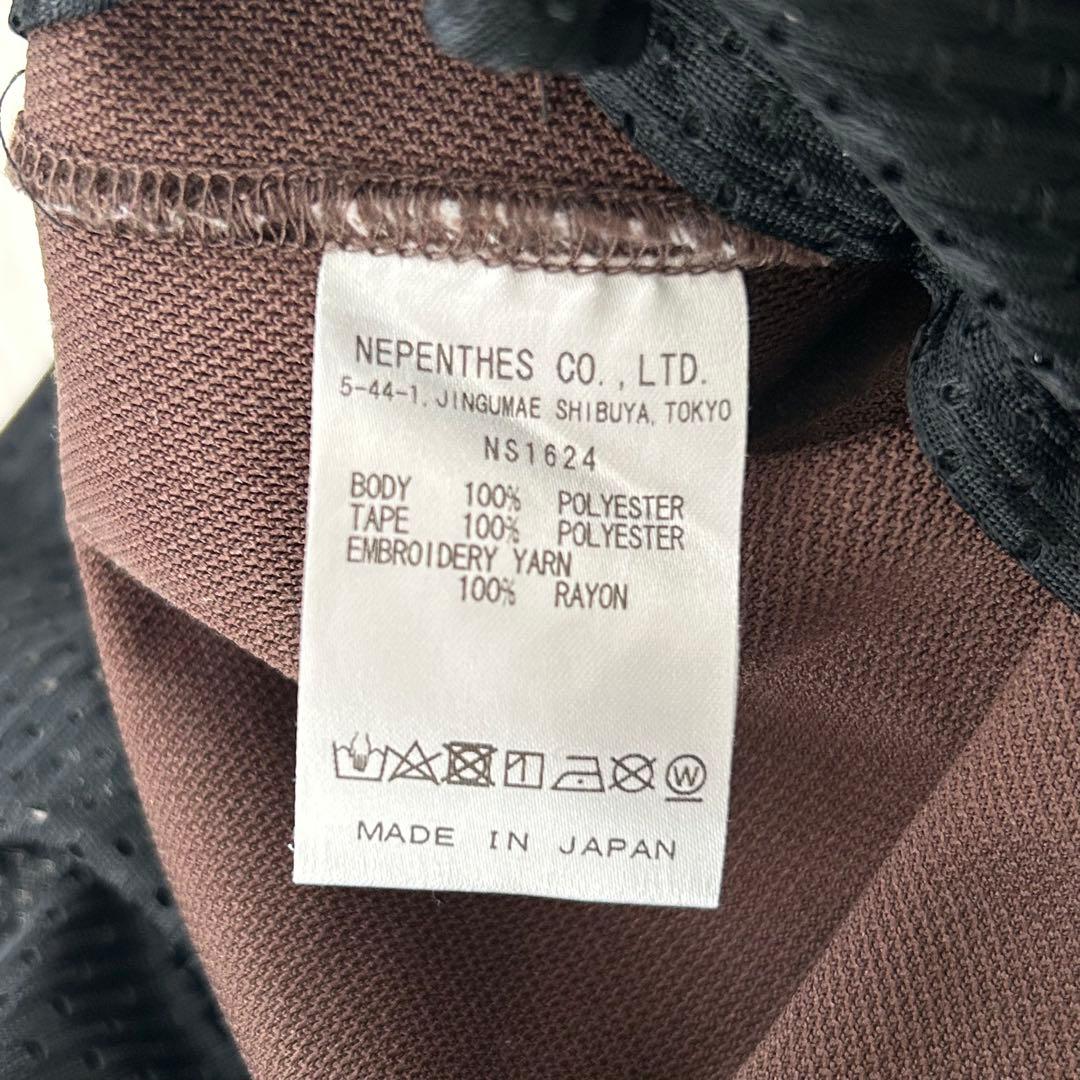 NEPENTHES CO., LTD.
5-44-1, JINGUMAE SHIBUYA, TOKYO
NS1624
BODY 100% POLYESTER
TAPE 100% POLYESTER
EMBROIDERY YARN
100% RAYON
W
MADE IN JAPAN